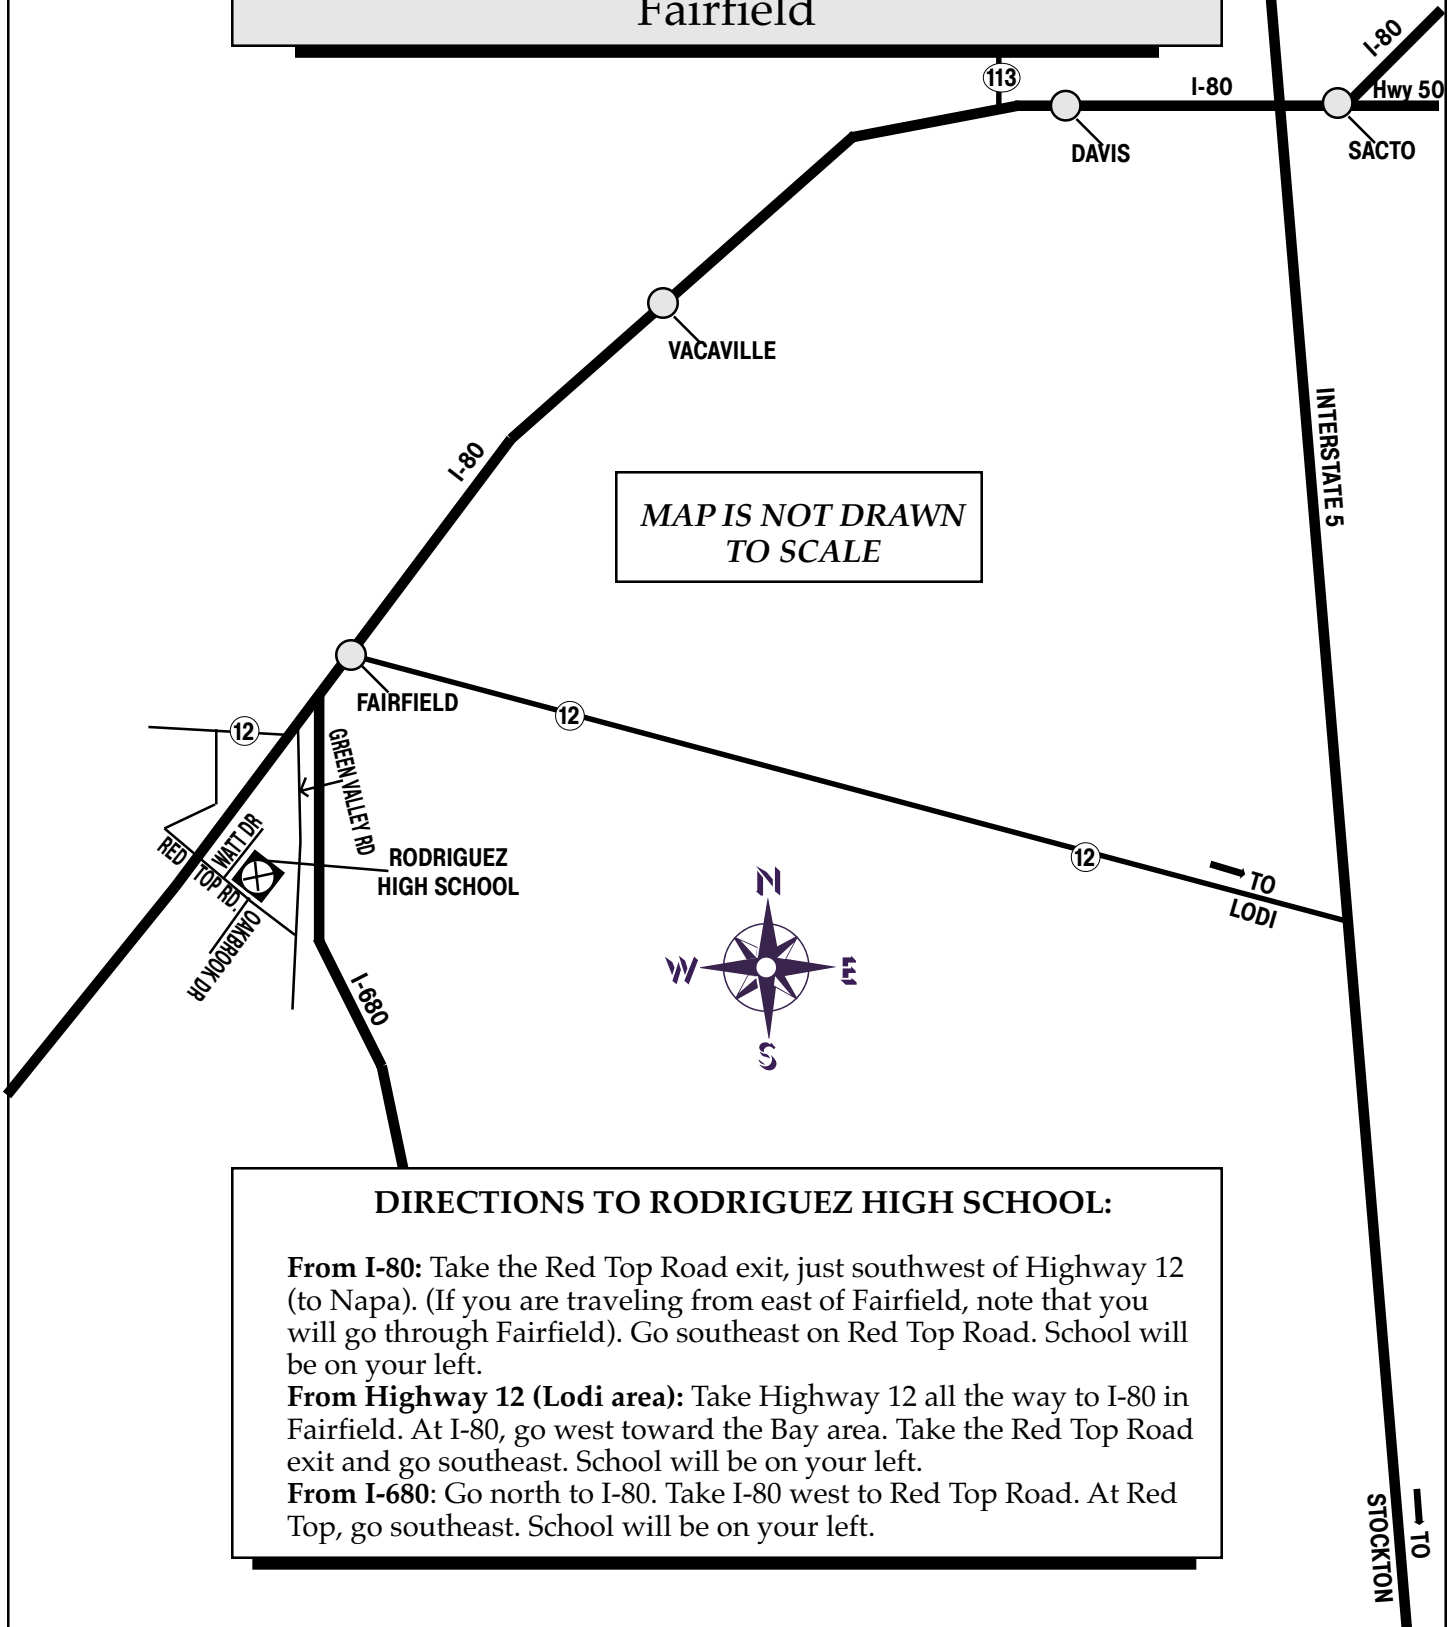 Fairfield
113
I-80
I-80
Hwy 50
DAVIS
SACTO
VACAVILLE
I-80
INTERSTATE 5
MAP IS NOT DRAWN
TO SCALE
FAIRFIELD
12
12
GREEN VALLEY RD
WATT DR
RED TOP RD.
OAKBROOK DR
RODRIGUEZ
HIGH SCHOOL
12
TO
LODI
I-680
N
W
E
S
DIRECTIONS TO RODRIGUEZ HIGH SCHOOL:
From I-80: Take the Red Top Road exit, just southwest of Highway 12
(to Napa). (If you are traveling from east of Fairfield, note that you
will go through Fairfield). Go southeast on Red Top Road. School will
be on your left.
From Highway 12 (Lodi area): Take Highway 12 all the way to I-80 in
Fairfield. At I-80, go west toward the Bay area. Take the Red Top Road
exit and go southeast. School will be on your left.
From I-680: Go north to I-80. Take I-80 west to Red Top Road. At Red
Top, go southeast. School will be on your left.
TO
STOCKTON